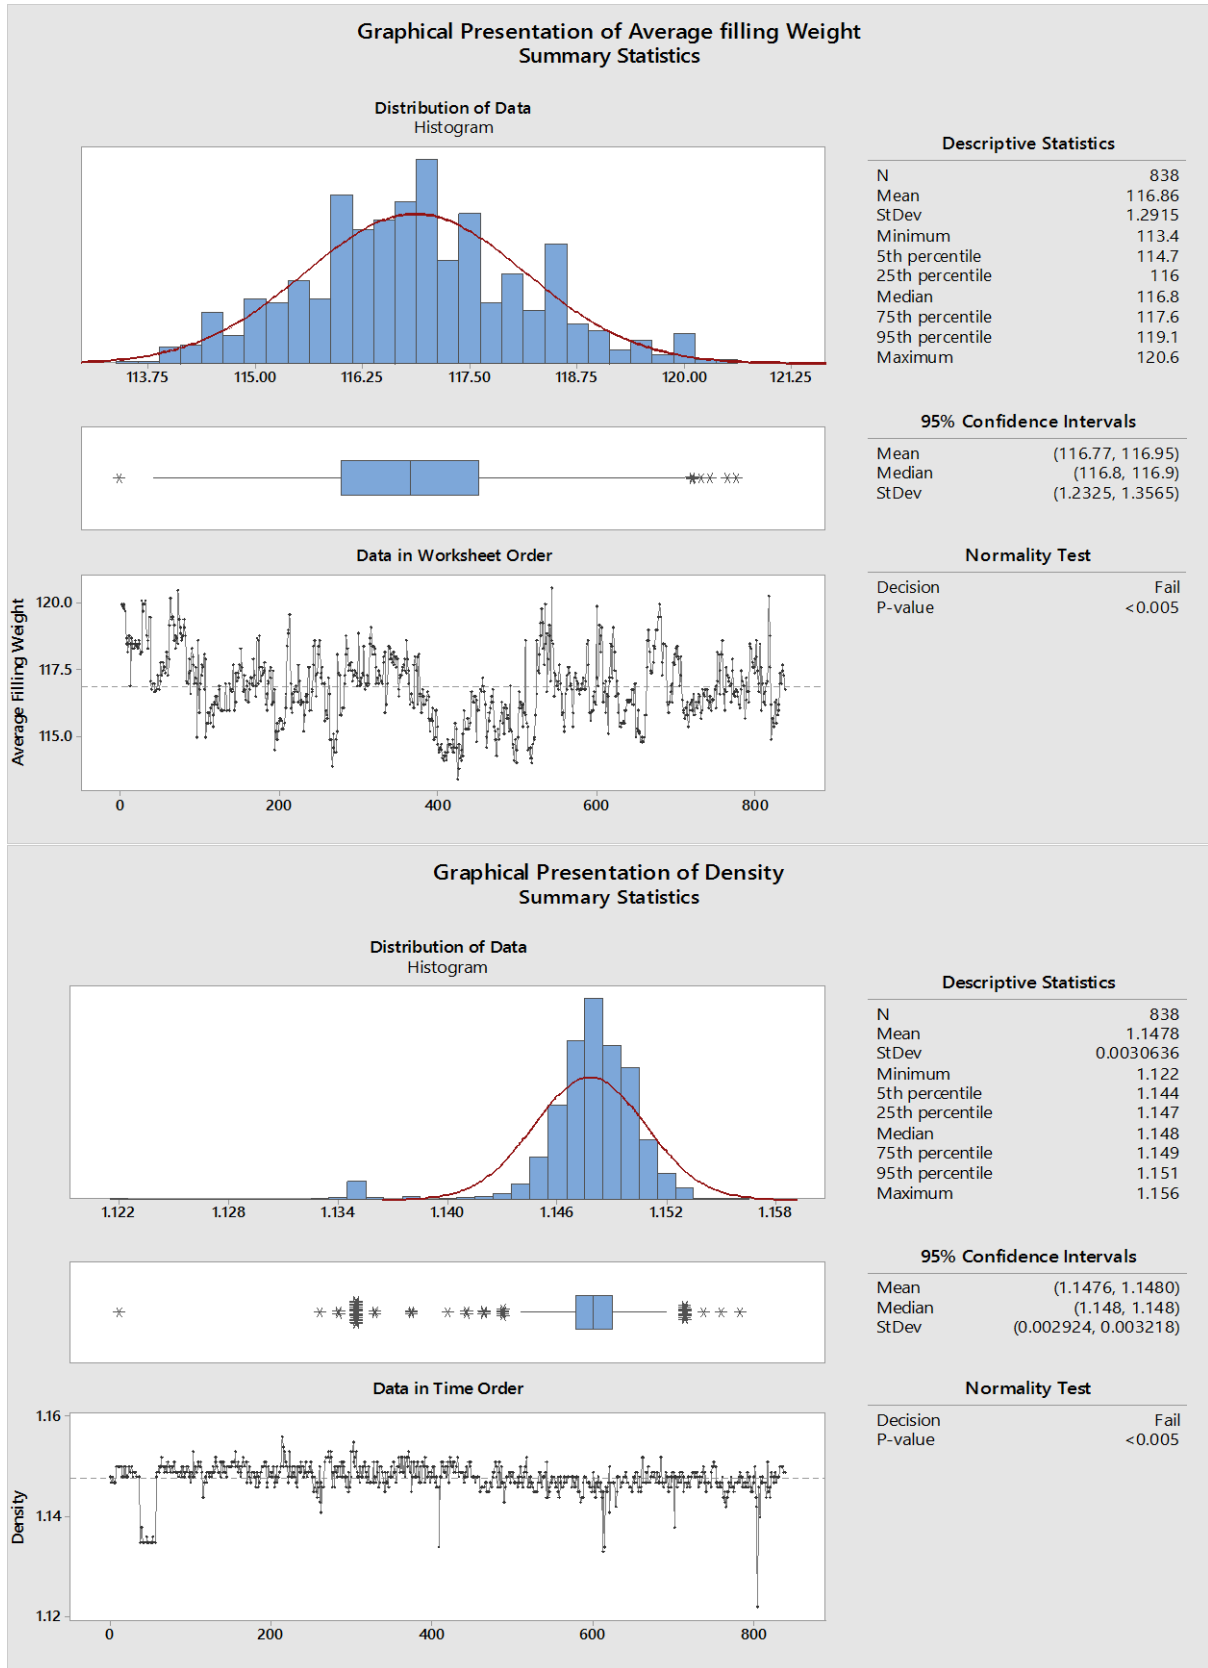 Graphical Presentation of Average filling Weight
Summary Statistics
Distribution of Data
Histogram
113.75 115.00 116.25 117.50 118.75 120.00 121.25
Descriptive Statistics
N 838
Mean 116.86
StDev 1.2915
Minimum 113.4
5th percentile 114.7
25th percentile 116
Median 116.8
75th percentile 117.6
95th percentile 119.1
Maximum 120.6
95% Confidence Intervals
Mean (116.77, 116.95)
Median (116.8, 116.9)
StDev (1.2325, 1.3565)
Data in Worksheet Order
Average Filling Weight
120.0
117.5
115.0
0 200 400 600 800
Normality Test
Decision Fail
P-value <0.005
Graphical Presentation of Density
Summary Statistics
Distribution of Data
Histogram
1.122 1.128 1.134 1.140 1.146 1.152 1.158
Descriptive Statistics
N 838
Mean 1.1478
StDev 0.0030636
Minimum 1.122
5th percentile 1.144
25th percentile 1.147
Median 1.148
75th percentile 1.149
95th percentile 1.151
Maximum 1.156
95% Confidence Intervals
Mean (1.1476, 1.1480)
Median (1.148, 1.148)
StDev (0.002924, 0.003218)
Data in Time Order
Density
1.16
1.14
1.12
0 200 400 600 800
Normality Test
Decision Fail
P-value <0.005